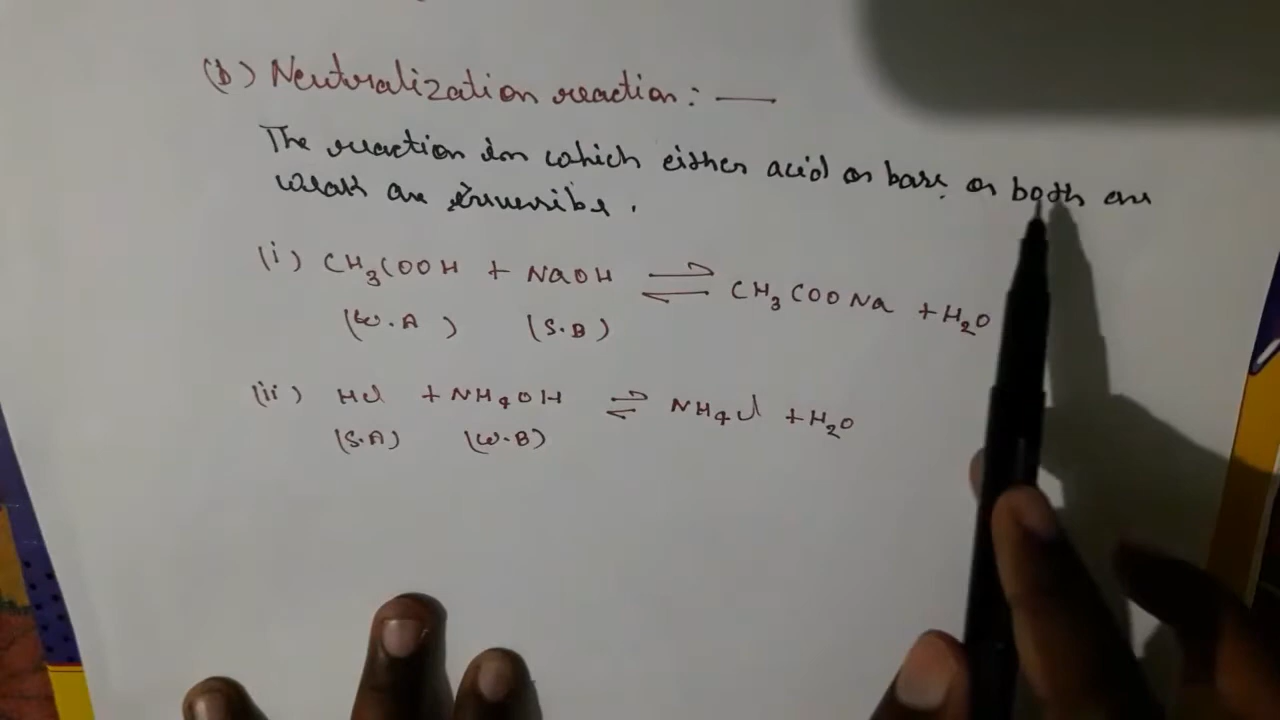 (b) Neutralization reaction: —
The reaction in which either acid or base or both are
weak are reversible.
(i) CH₃COOH + NaOH ⇌ CH₃COONa + H₂O
(W.A) (S.B)
(ii) HCl + NH₄OH ⇌ NH₄Cl + H₂O
(S.A) (W.B)